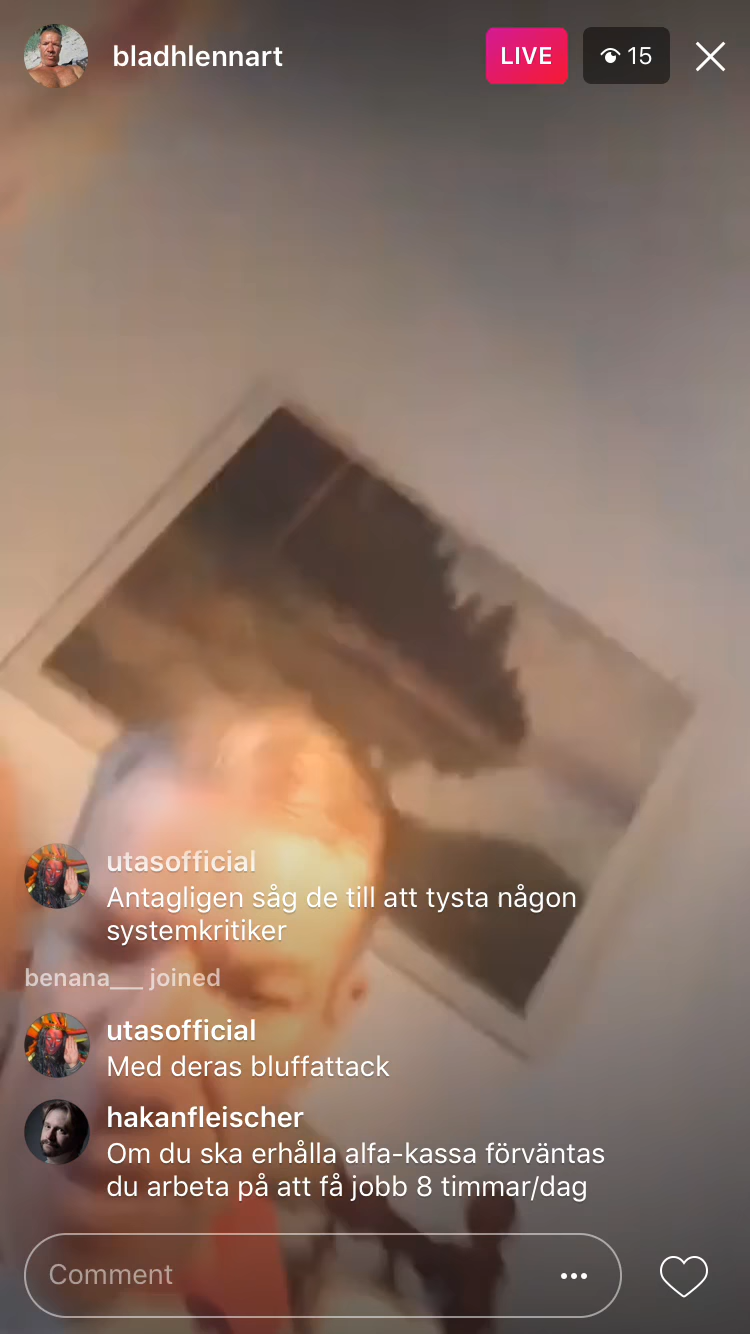 bladhlennart
LIVE
15
utasofficial
Antagligen såg de till att tysta någon
systemkritiker
benana___ joined
utasofficial
Med deras bluffattack
hakanfleischer
Om du ska erhålla alfa-kassa förväntas
du arbeta på att få jobb 8 timmar/dag
Comment